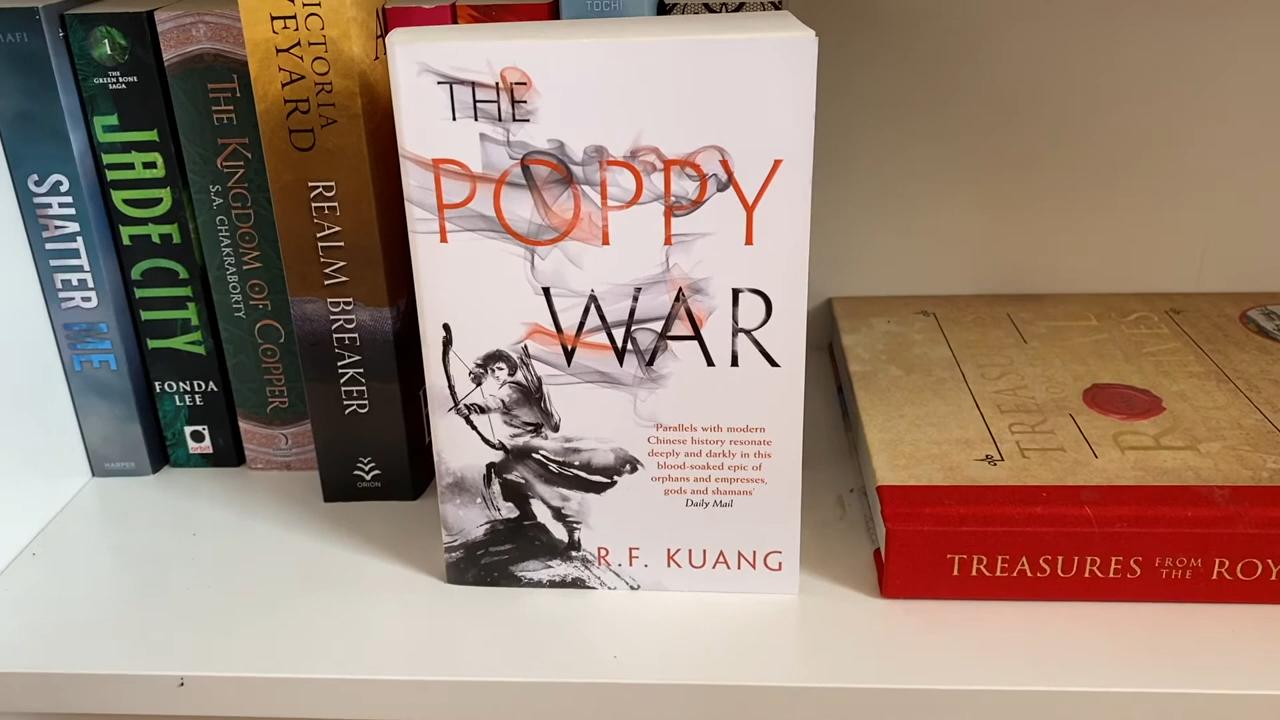 MAFI
SHATTER ME
HARPER
1
THE
GREEN BONE
SAGA
JADE CITY
FONDA
LEE
orbit
THE KINGDOM OF COPPER
S.A. CHAKRABORTY
REALM BREAKER
ORION
TOCHI
THE
POPPY
WAR
'Parallels with modern
Chinese history resonate
deeply and darkly in this
blood-soaked epic of
orphans and empresses,
gods and shamans'
Daily Mail
R.F. KUANG
TREASURES FROM THE ROY